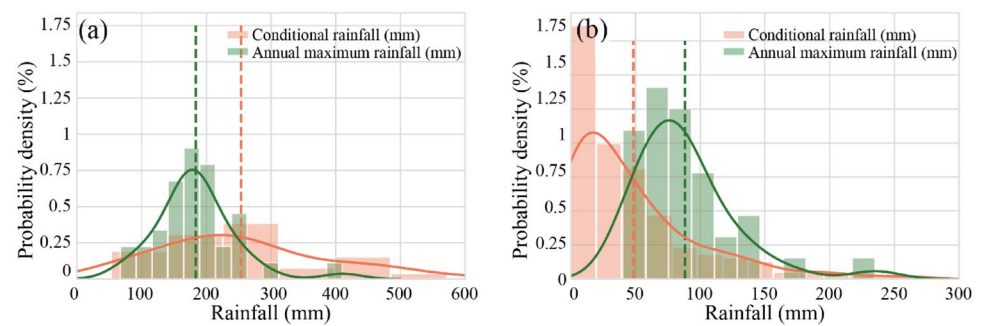 (a)
Conditional rainfall (mm)
Annual maximum rainfall (mm)
Probability density (%)
1.75
1.5
1.25
1
0.75
0.5
0.25
0
0 100 200 300 400 500 600
Rainfall (mm)
(b)
Conditional rainfall (mm)
Annual maximum rainfall (mm)
Probability density (%)
1.75
1.5
1.25
1
0.75
0.5
0.25
0
0 50 100 150 200 250 300
Rainfall (mm)